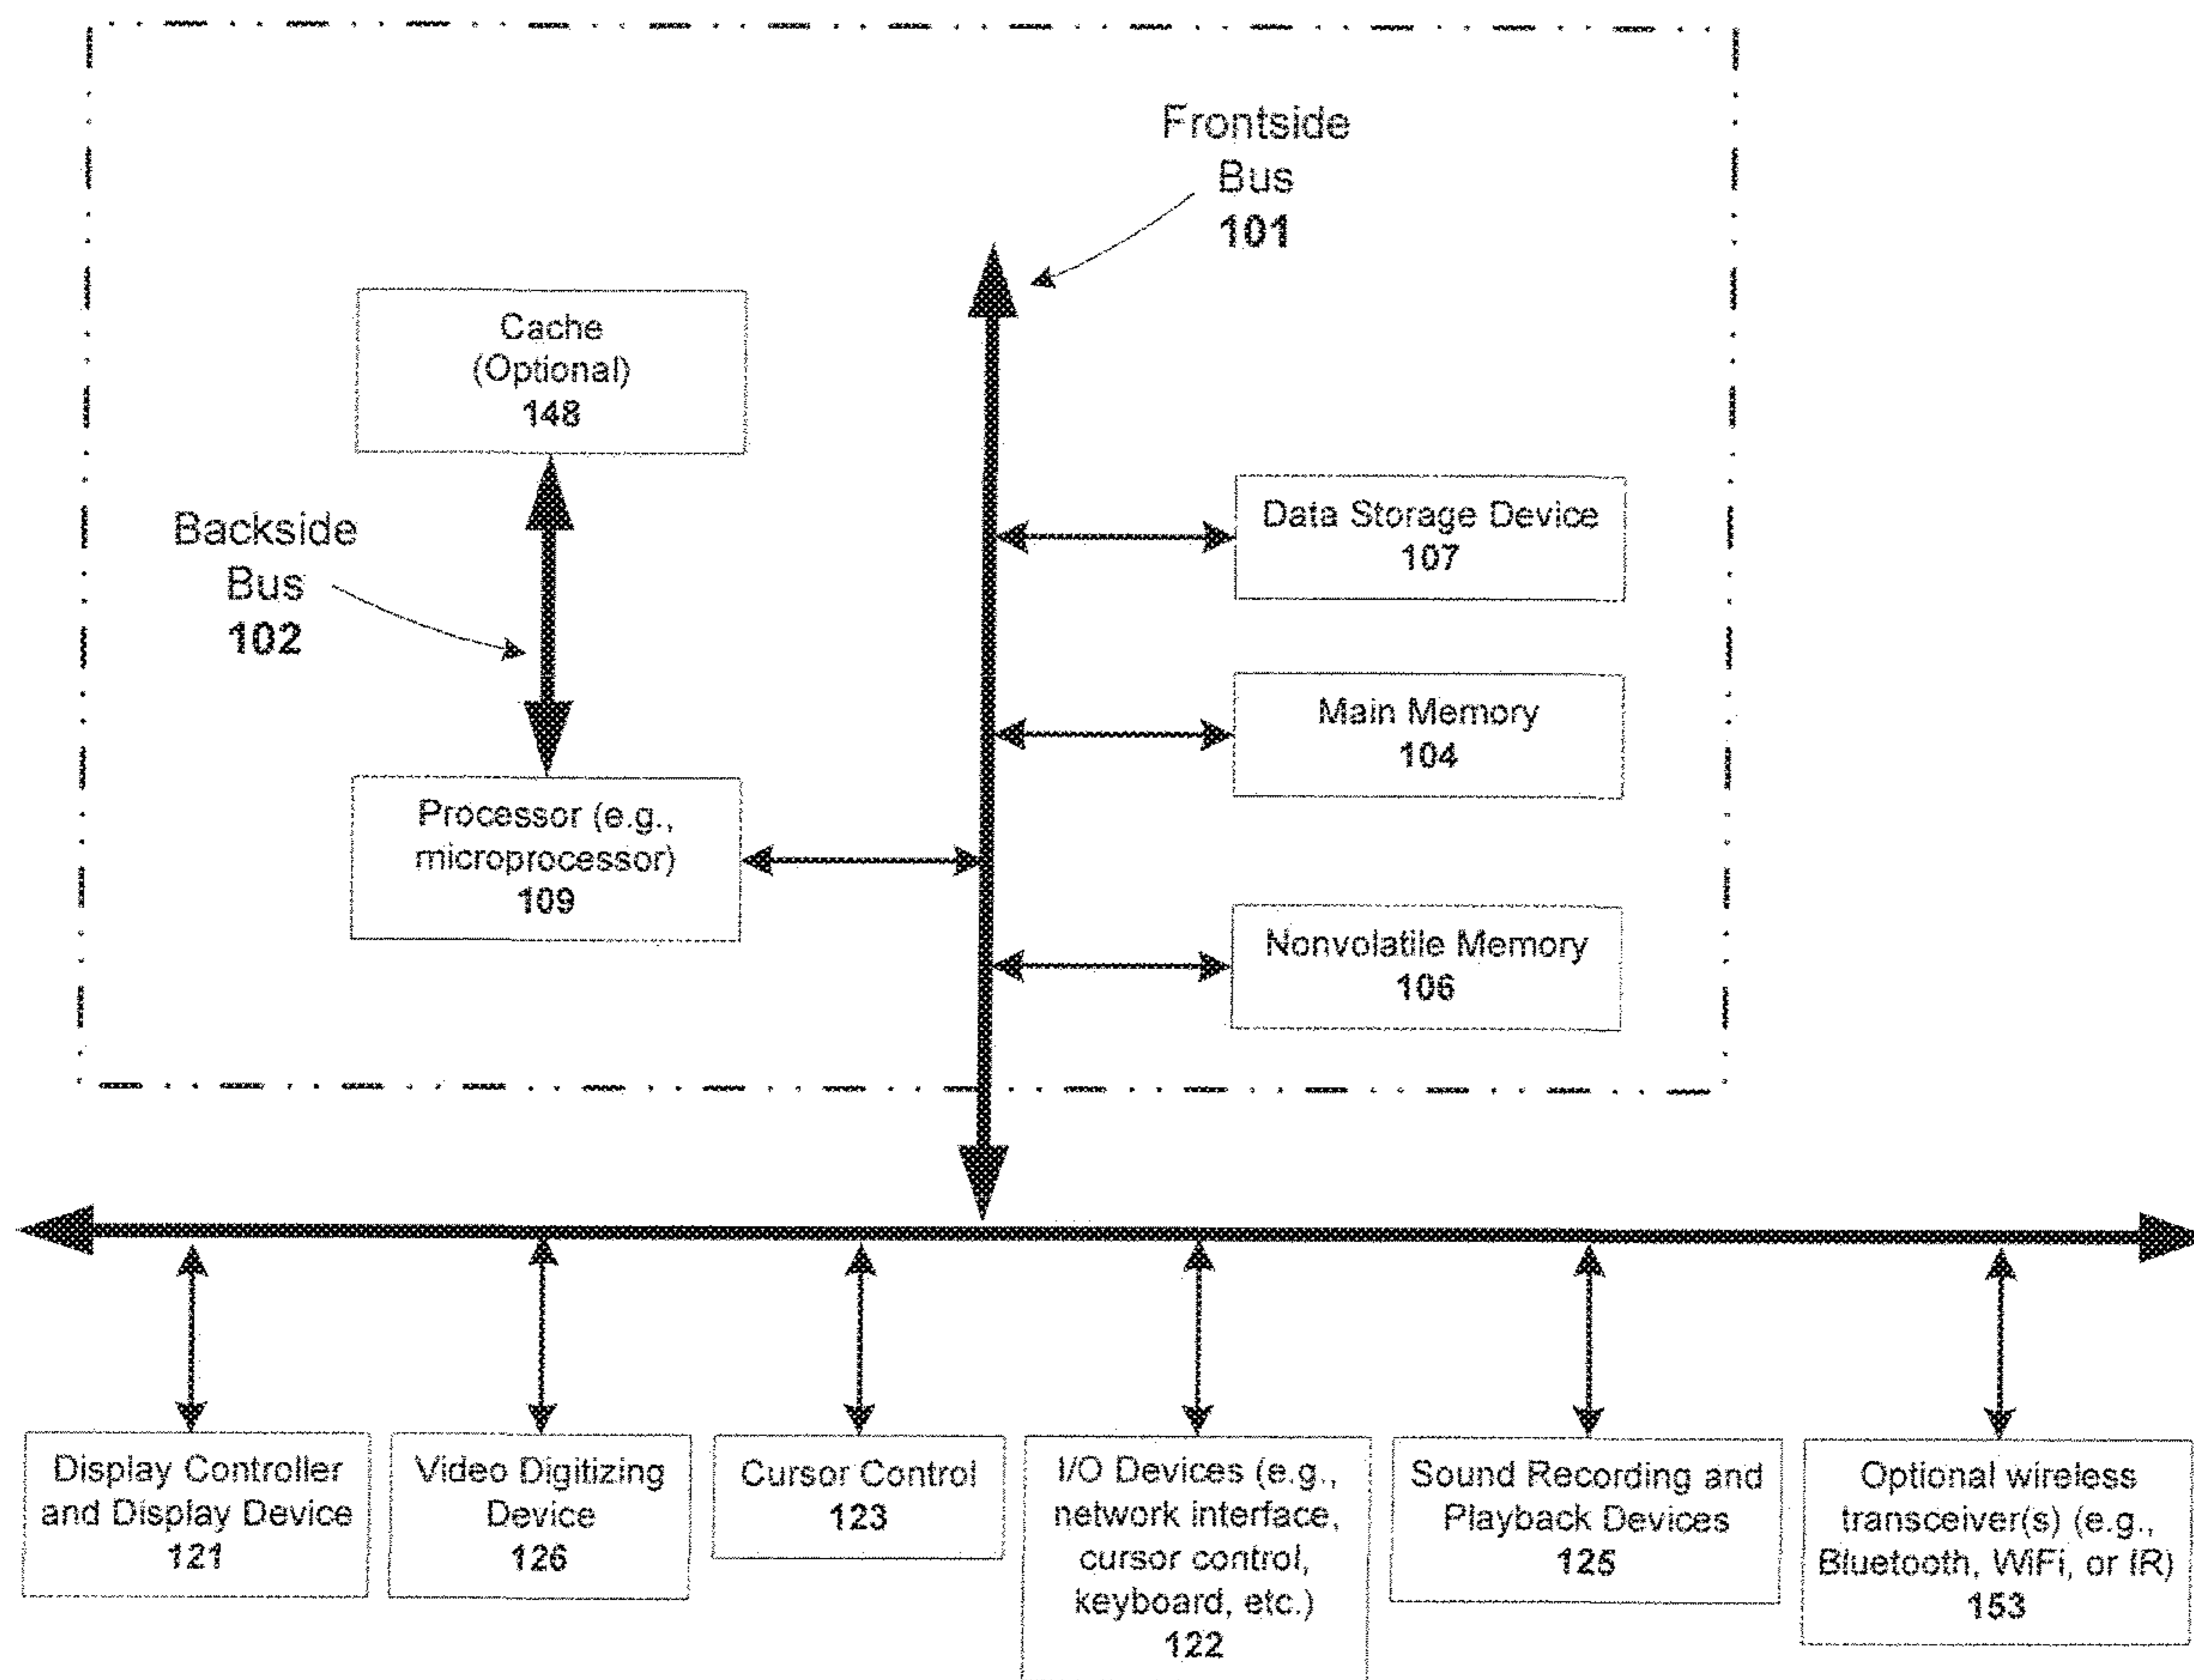 Frontside
Bus
101
Cache
(Optional)
148
Backside
Bus
102
Data Storage Device
107
Main Memory
104
Processor (e.g.,
microprocessor)
109
Nonvolatile Memory
106
Display Controller
and Display Device
121
Video Digitizing
Device
126
Cursor Control
123
I/O Devices (e.g.,
network interface,
cursor control,
keyboard, etc.)
122
Sound Recording and
Playback Devices
125
Optional wireless
transceiver(s) (e.g.,
Bluetooth, WiFi, or IR)
153